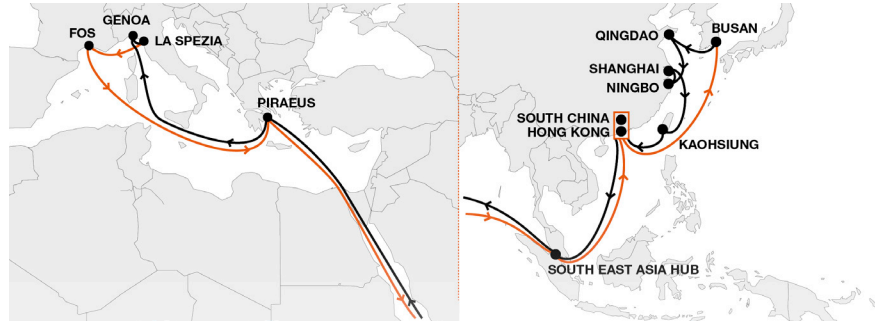 GENOA
FOS
LA SPEZIA
PIRAEUS
QINGDAO
BUSAN
SHANGHAI
NINGBO
SOUTH CHINA
HONG KONG
KAOHSIUNG
SOUTH EAST ASIA HUB